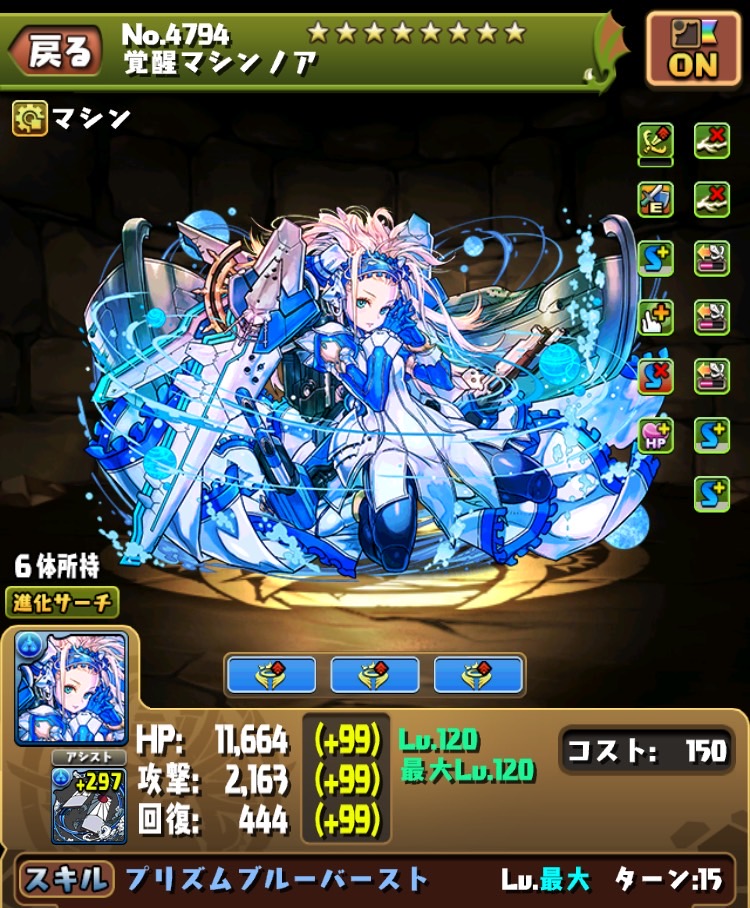 戻る
No.4794 ★★★★★★★★
覚醒マシンノア
ON
マシン
E
S+
S
HP
S+
S+
6体所持
進化サーチ
HP: 11,664 (+99) Lv.120
攻撃: 2,163 (+99) 最大Lv.120
回復: 444 (+99)
コスト: 150
アシスト
+297
スキル プリズムブルーバースト Lv.最大 ターン:15